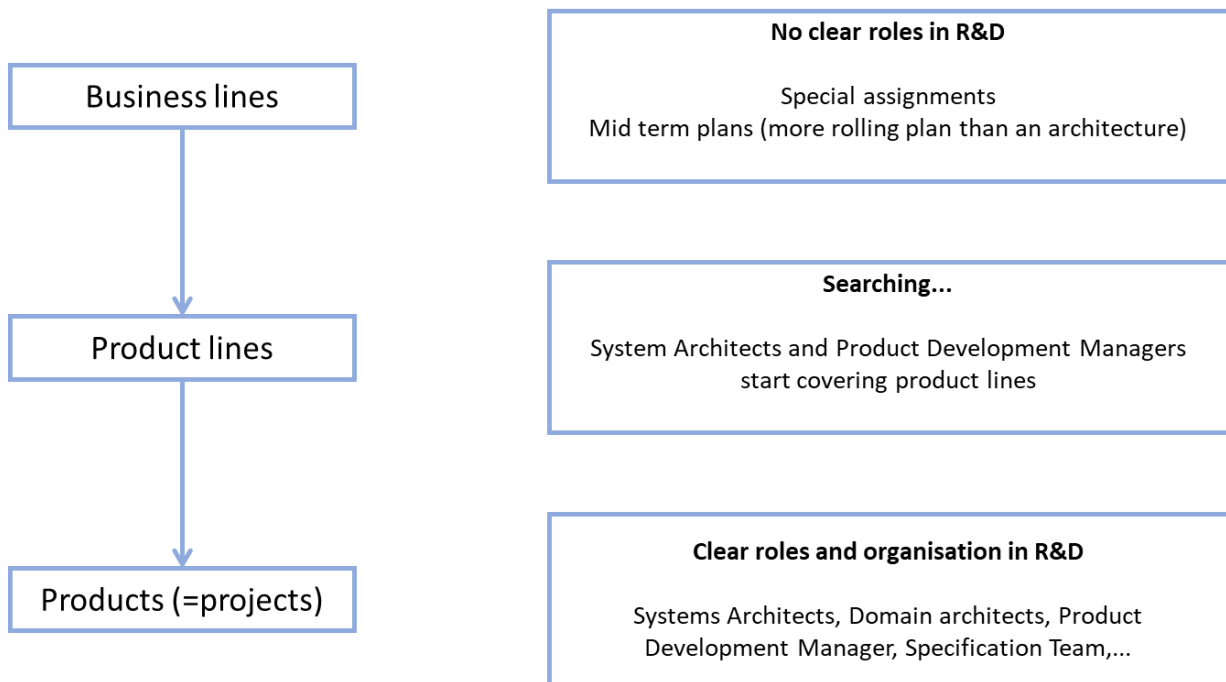 Business lines
No clear roles in R&D
Special assignments
Mid term plans (more rolling plan than an architecture)
Product lines
Searching...
System Architects and Product Development Managers
start covering product lines
Products (=projects)
Clear roles and organisation in R&D
Systems Architects, Domain architects, Product
Development Manager, Specification Team,...